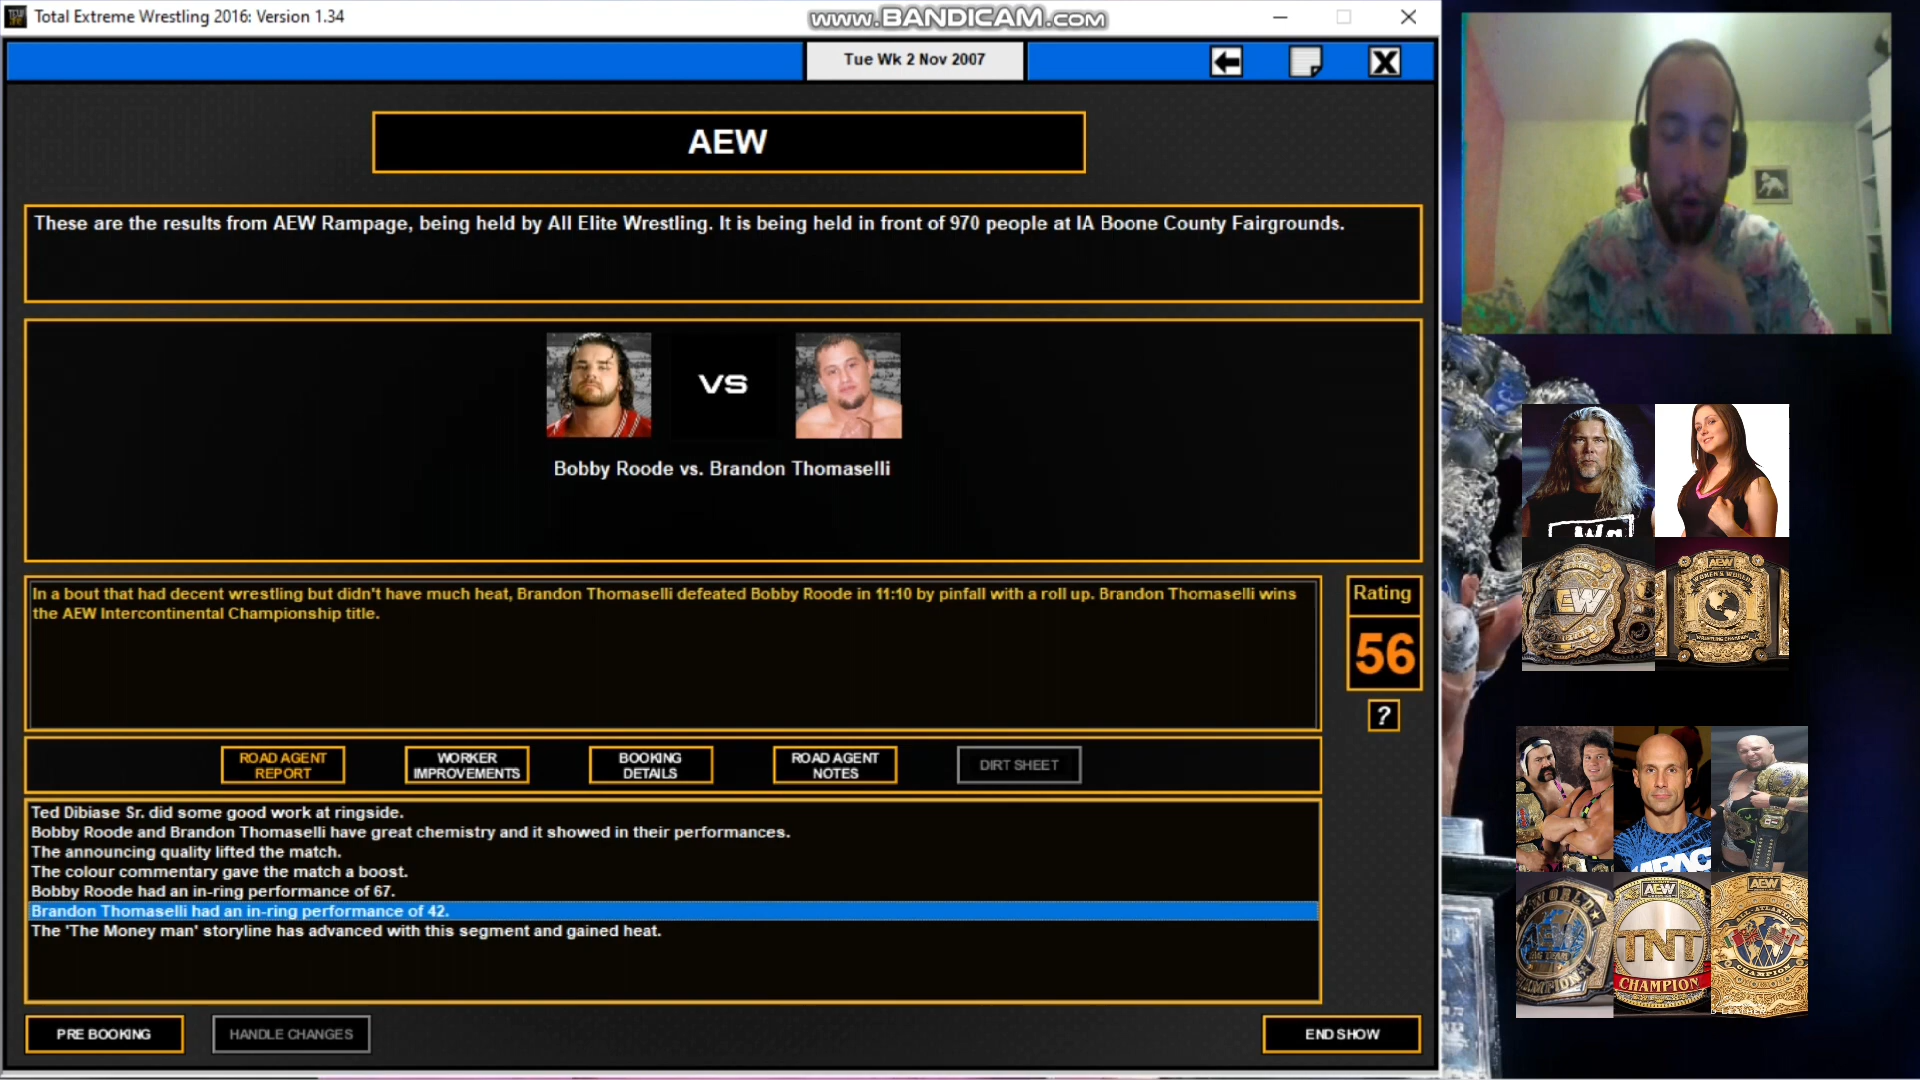 Total Extreme Wrestling 2016: Version 1.34
www.BANDICAM.com
Tue Wk 2 Nov 2007
AEW
These are the results from AEW Rampage, being held by All Elite Wrestling. It is being held in front of 970 people at IA Boone County Fairgrounds.
VS
Bobby Roode vs. Brandon Thomaselli
In a bout that had decent wrestling but didn't have much heat, Brandon Thomaselli defeated Bobby Roode in 11:10 by pinfall with a roll up. Brandon Thomaselli wins
the AEW Intercontinental Championship title.
Rating
56
?
ROAD AGENT
REPORT
WORKER
IMPROVEMENTS
BOOKING
DETAILS
ROAD AGENT
NOTES
DIRT SHEET
Ted Dibiase Sr. did some good work at ringside.
Bobby Roode and Brandon Thomaselli have great chemistry and it showed in their performances.
The announcing quality lifted the match.
The colour commentary gave the match a boost.
Bobby Roode had an in-ring performance of 67.
Brandon Thomaselli had an in-ring performance of 42.
The 'The Money man' storyline has advanced with this segment and gained heat.
PRE BOOKING
HANDLE CHANGES
END SHOW
AEW
AEW
WOMEN'S WORLD
IMPAC
WORLD
AEW
TNT
CHAMPION
AEW
ALL-ATLANTIC
CHAMPION